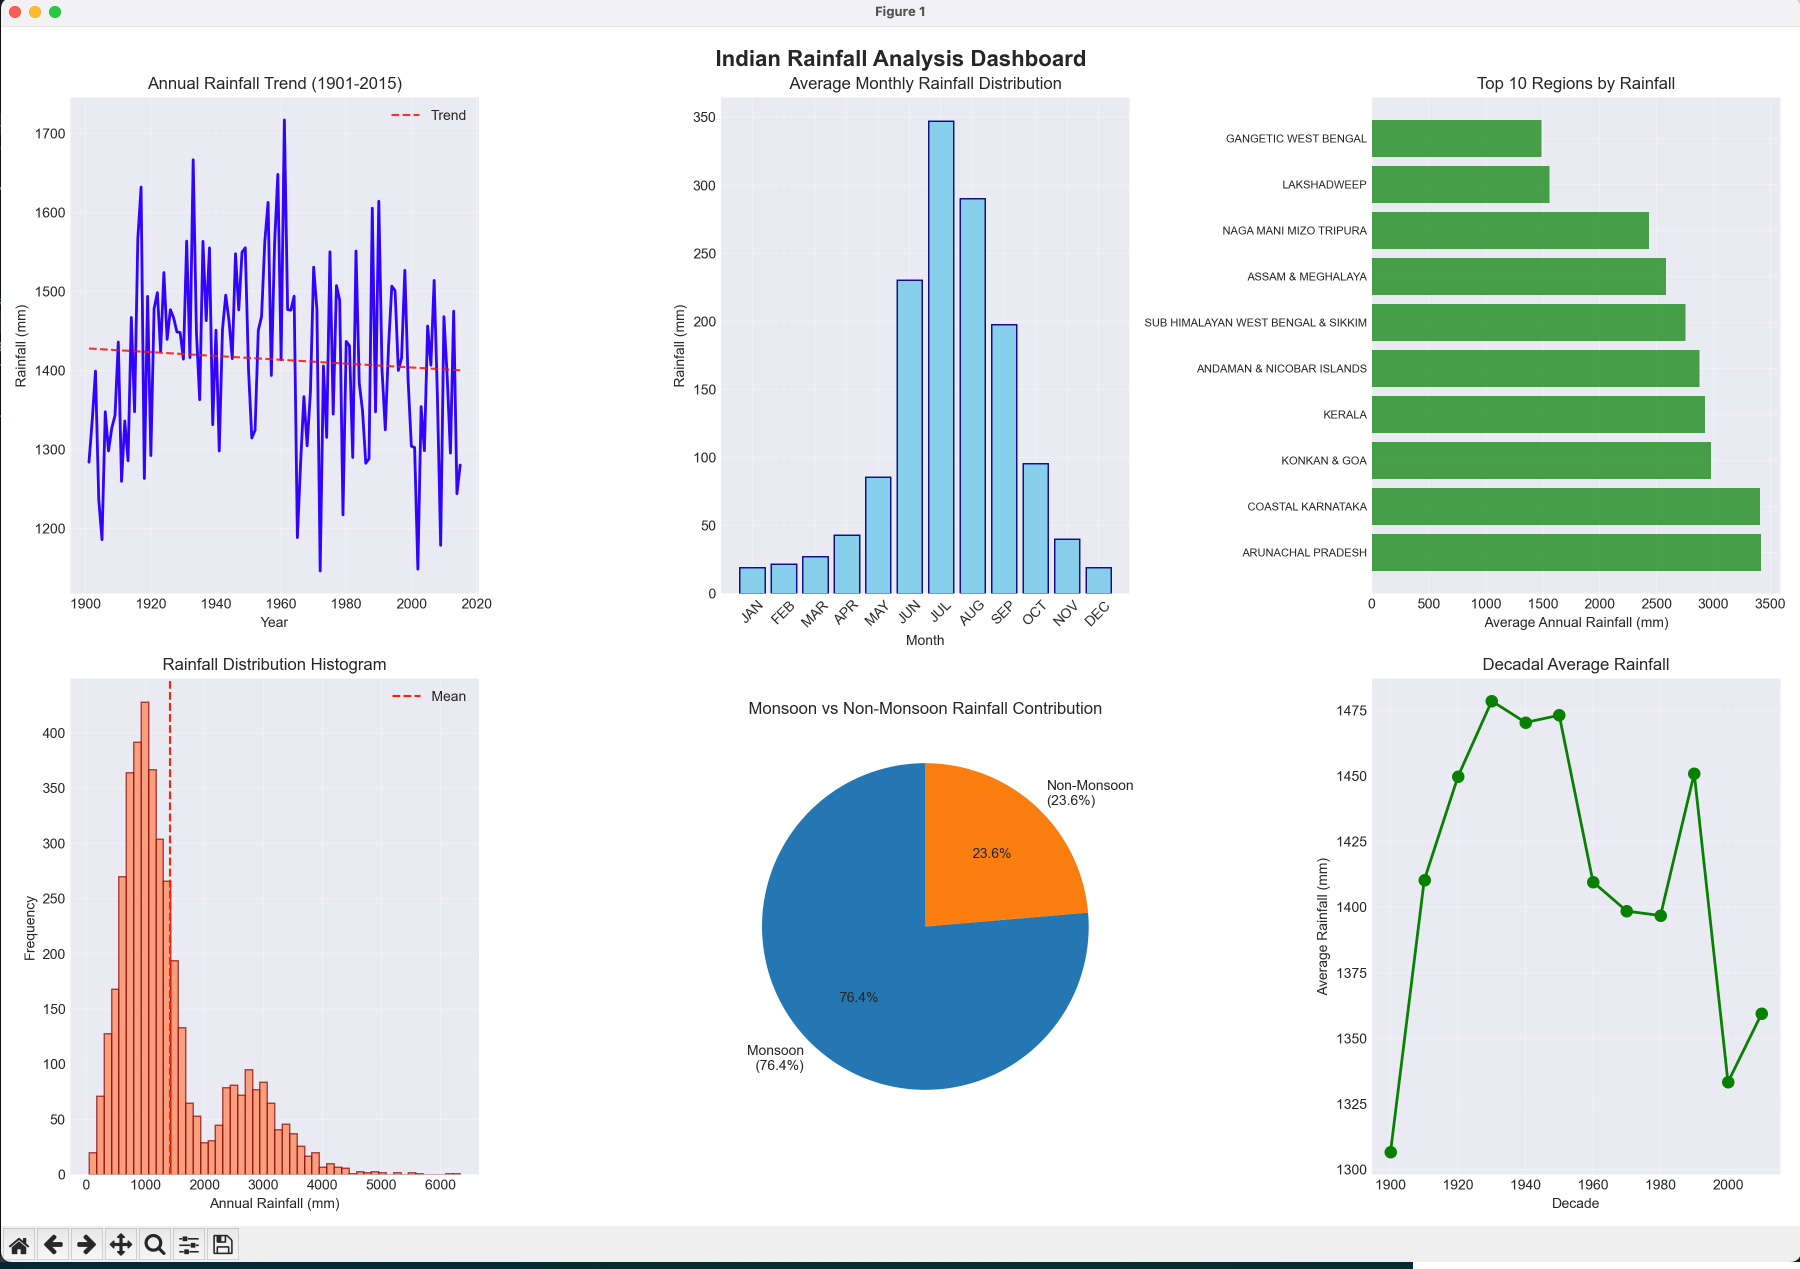 Figure 1
Indian Rainfall Analysis Dashboard
Annual Rainfall Trend (1901-2015)
Trend
Rainfall (mm)
1700
1600
1500
1400
1300
1200
1900 1920 1940 1960 1980 2000 2020
Year
Average Monthly Rainfall Distribution
Rainfall (mm)
350
300
250
200
150
100
50
0
JAN FEB MAR APR MAY JUN JUL AUG SEP OCT NOV DEC
Month
Top 10 Regions by Rainfall
GANGETIC WEST BENGAL
LAKSHADWEEP
NAGA MANI MIZO TRIPURA
ASSAM & MEGHALAYA
SUB HIMALAYAN WEST BENGAL & SIKKIM
ANDAMAN & NICOBAR ISLANDS
KERALA
KONKAN & GOA
COASTAL KARNATAKA
ARUNACHAL PRADESH
0 500 1000 1500 2000 2500 3000 3500
Average Annual Rainfall (mm)
Rainfall Distribution Histogram
Mean
Frequency
400
350
300
250
200
150
100
50
0
0 1000 2000 3000 4000 5000 6000
Annual Rainfall (mm)
Monsoon vs Non-Monsoon Rainfall Contribution
Non-Monsoon
(23.6%)
23.6%
76.4%
Monsoon
(76.4%)
Decadal Average Rainfall
Average Rainfall (mm)
1475
1450
1425
1400
1375
1350
1325
1300
1900 1920 1940 1960 1980 2000
Decade